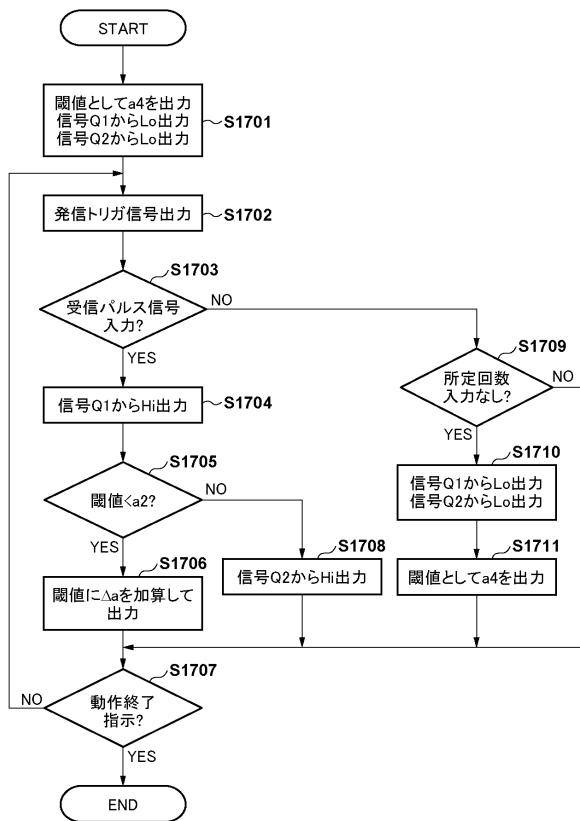 START
閾値としてa4を出力
信号Q1からLo出力
信号Q2からLo出力
S1701
発信トリガ信号出力
S1702
S1703
受信パルス信号
入力?
NO
YES
S1709
所定回数
入力なし?
NO
YES
信号Q1からHi出力
S1704
S1705
閾値<a2?
NO
YES
S1710
信号Q1からLo出力
信号Q2からLo出力
S1706
閾値にΔaを加算して
出力
S1708
信号Q2からHi出力
S1711
閾値としてa4を出力
S1707
動作終了
指示?
NO
YES
END